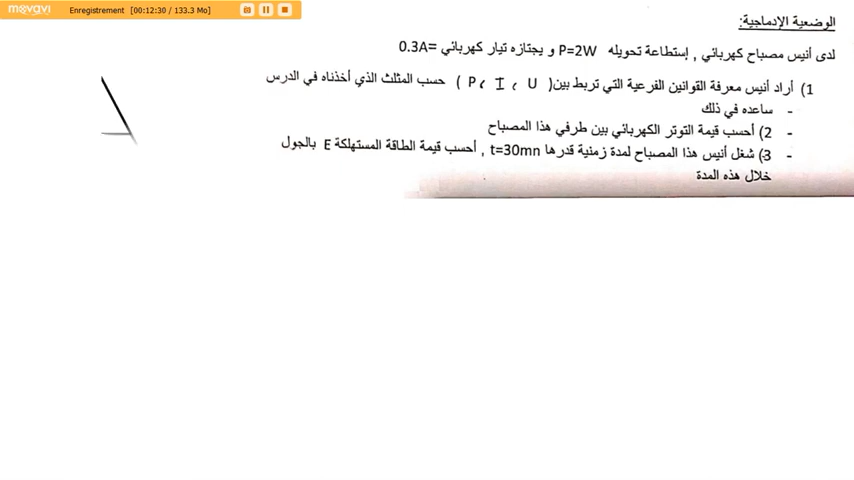 movavi
Enregistrement [00:12:30 / 133.3 Mo]
الوضعية الإدماجية:
لدى أنيس مصباح كهربائي , إستطاعة تحويله P=2W و يجتازه تيار كهربائي =0.3A
1) أراد أنيس معرفة القوانين الفرعية التي تربط بين( P ، I ، U ) حسب المثلث الذي أخذناه في الدرس
- ساعده في ذلك
- 2) أحسب قيمة التوتر الكهربائي بين طرفي هذا المصباح
- 3) شغل أنيس هذا المصباح لمدة زمنية قدرها t=30mn , أحسب قيمة الطاقة المستهلكة E بالجول
خلال هذه المدة